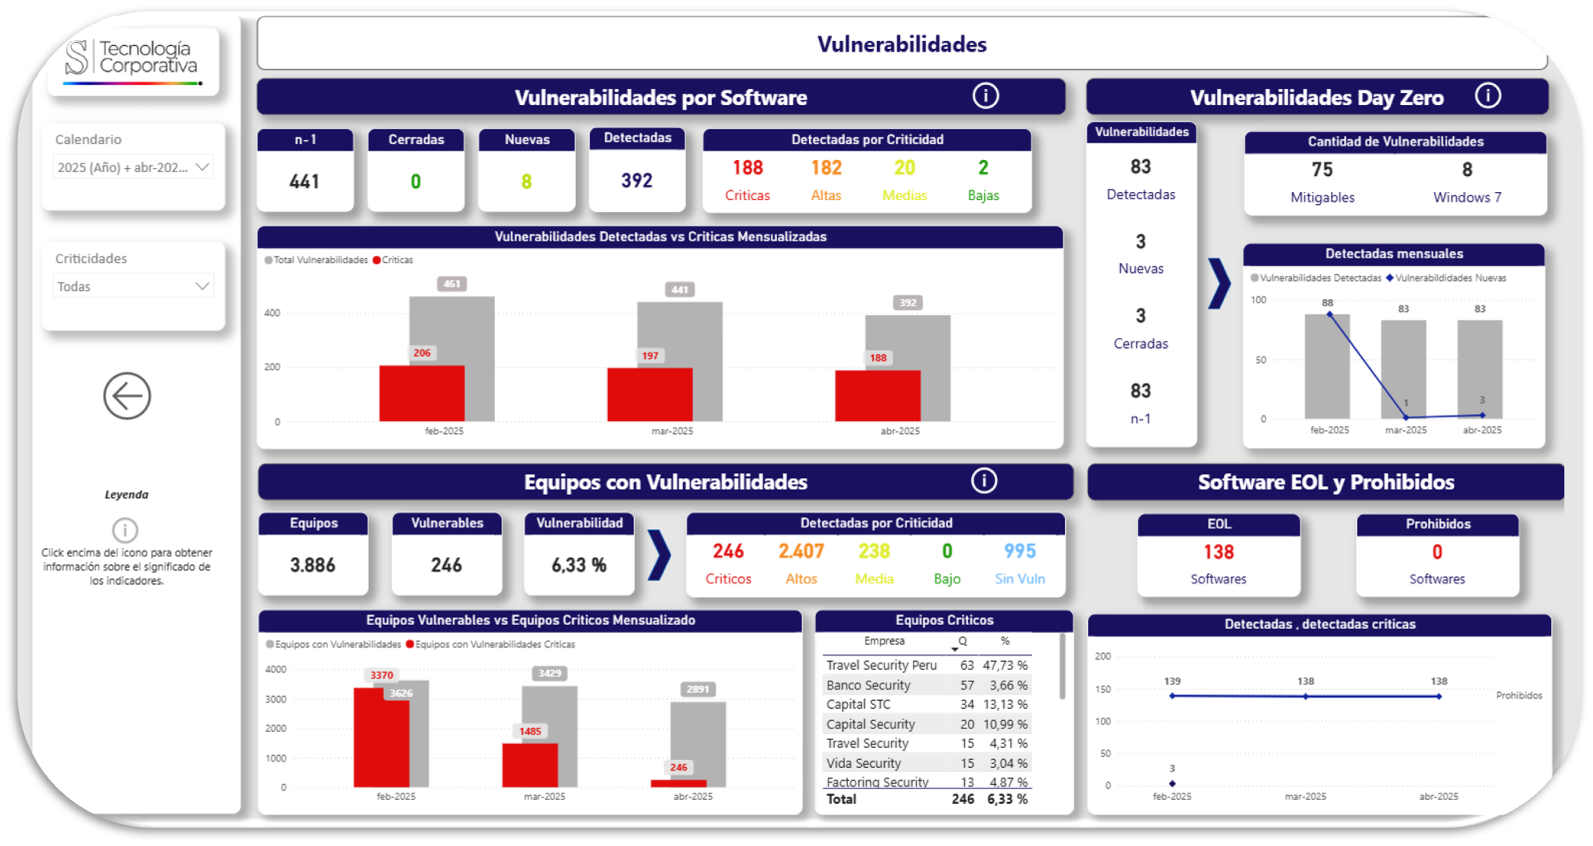 S Tecnología
Corporativa
Calendario
2025 (Año) + abr-202...
Criticidades
Todas
Leyenda
Click encima del icono para obtener
información sobre el significado de
los indicadores.
Vulnerabilidades
Vulnerabilidades por Software
n-1
441
Cerradas
0
Nuevas
8
Detectadas
392
Detectadas por Criticidad
188 182 20 2
Criticas Altas Medias Bajas
Vulnerabilidades Detectadas vs Criticas Mensualizadas
Total Vulnerabilidades Criticas
400
200
0
461
206
441
197
392
188
feb-2025 mar-2025 abr-2025
Vulnerabilidades Day Zero
Vulnerabilidades
83
Detectadas
3
Nuevas
3
Cerradas
83
n-1
Cantidad de Vulnerabilidades
75 8
Mitigables Windows 7
Detectadas mensuales
Vulnerabilidades Detectadas Vulnerabildidades Nuevas
100
50
0
88 83 83
1 3
feb-2025 mar-2025 abr-2025
Equipos con Vulnerabilidades
Equipos
3.886
Vulnerables
246
Vulnerabilidad
6,33 %
Detectadas por Criticidad
246 2.407 238 0 995
Criticos Altos Media Bajo Sin Vuln
Equipos Vulnerables vs Equipos Criticos Mensualizado
Equipos con Vulnerabilidades Equipos con Vulnerabilidades Criticas
4000
3000
2000
1000
0
3370
3626
3429
1485
2891
246
feb-2025 mar-2025 abr-2025
Equipos Criticos
Empresa Q %
Travel Security Peru 63 47,73 %
Banco Security 57 3,66 %
Capital STC 34 13,13 %
Capital Security 20 10,99 %
Travel Security 15 4,31 %
Vida Security 15 3,04 %
Factoring Security 13 4,87 %
Total 246 6,33 %
Software EOL y Prohibidos
EOL
138
Softwares
Prohibidos
0
Softwares
Detectadas , detectadas criticas
200
150
100
50
0
139 138 138
Prohibidos
3
feb-2025 mar-2025 abr-2025